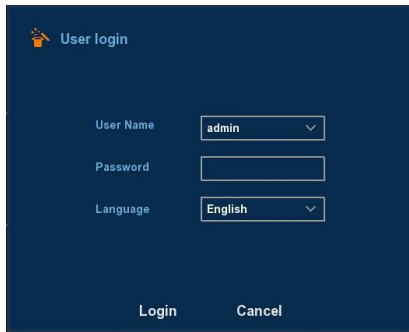 User login
User Name admin
Password
Language English
Login Cancel